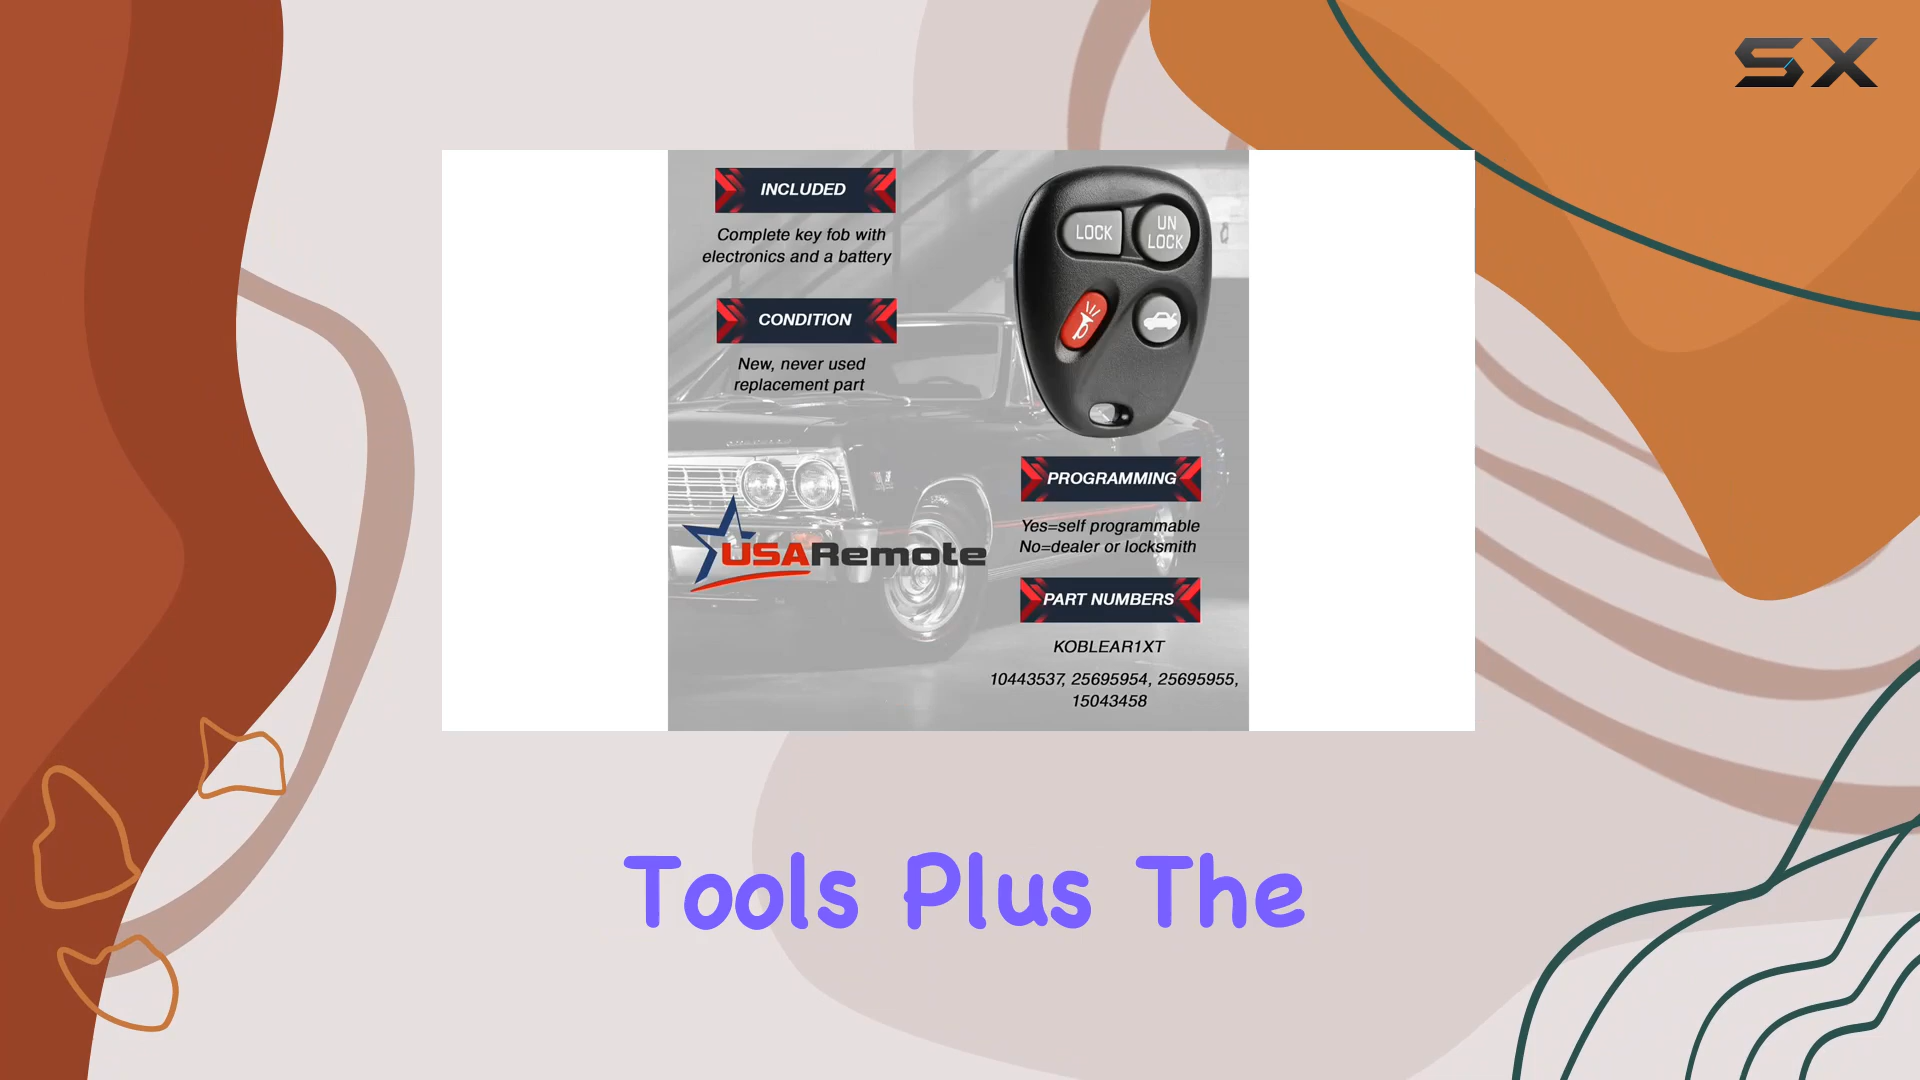 SX
INCLUDED
Complete key fob with
electronics and a battery
CONDITION
New, never used
replacement part
USARemote
LOCK
UN
LOCK
PROGRAMMING
Yes=self programmable
No=dealer or locksmith
PART NUMBERS
KOBLEAR1XT
10443537, 25695954, 25695955,
15043458
Tools Plus The